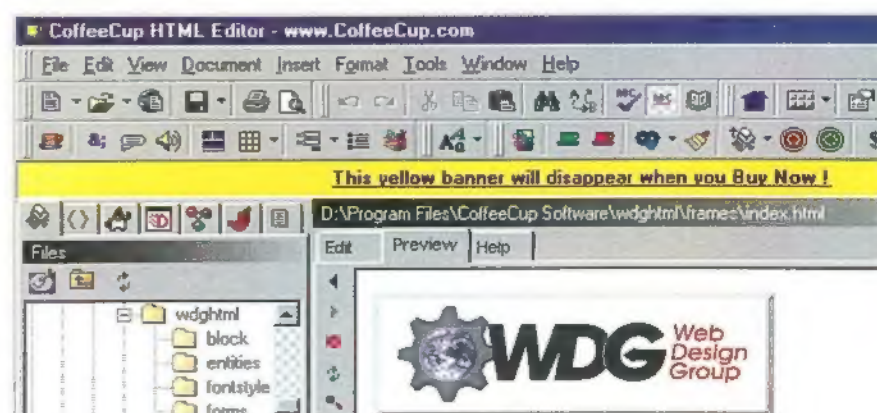 CoffeeCup HTML Editor - www.CoffeeCup.com
File Edit View Document Insert Format Tools Window Help
This yellow banner will disappear when you Buy Now !
D:\Program Files\CoffeeCup Software\wdghtml\frames\index.html
Files
Edit Preview Help
wdghtml
block
entities
fontstyle
forms
WDG Web
Design
Group